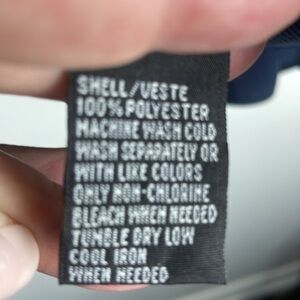 SHELL/VESTE
100% POLYESTER
MACHINE WASH COLD
WASH SEPARATELY OR
WITH LIKE COLORS
ONLY NON-CHLORINE
BLEACH WHEN NEEDED
TUMBLE DRY LOW
COOL IRON
WHEN NEEDED